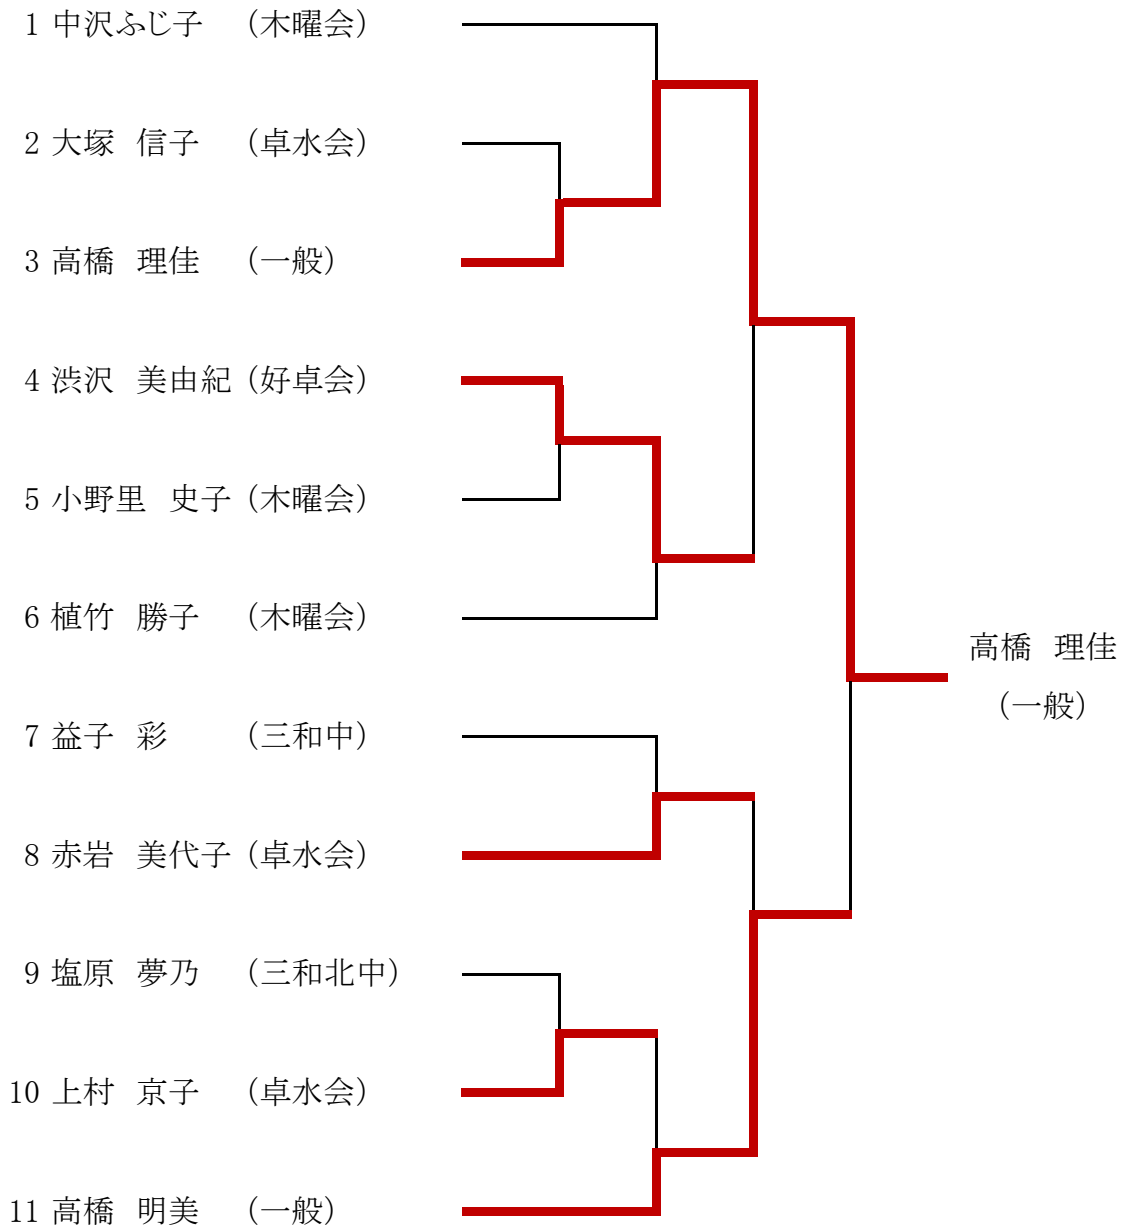 1 中沢ふじ子 (木曜会)
2 大塚 信子 (卓水会)
3 高橋 理佳 (一般)
4 渋沢 美由紀 (好卓会)
5 小野里 史子 (木曜会)
6 植竹 勝子 (木曜会)
高橋 理佳
(一般)
7 益子 彩 (三和中)
8 赤岩 美代子 (卓水会)
9 塩原 夢乃 (三和北中)
10 上村 京子 (卓水会)
11 高橋 明美 (一般)